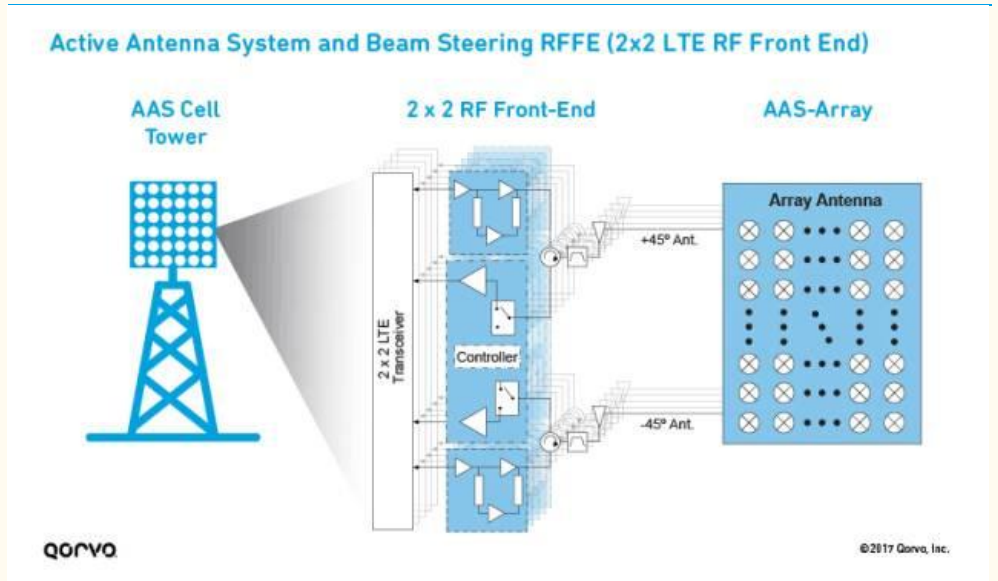 Active Antenna System and Beam Steering RFFE (2x2 LTE RF Front End)
AAS Cell
Tower
2 x 2 RF Front-End
AAS-Array
Array Antenna
+45º Ant.
2 x 2 LTE
Transceiver
Controller
-45º Ant.
QORVO
©2017 Qorvo, Inc.